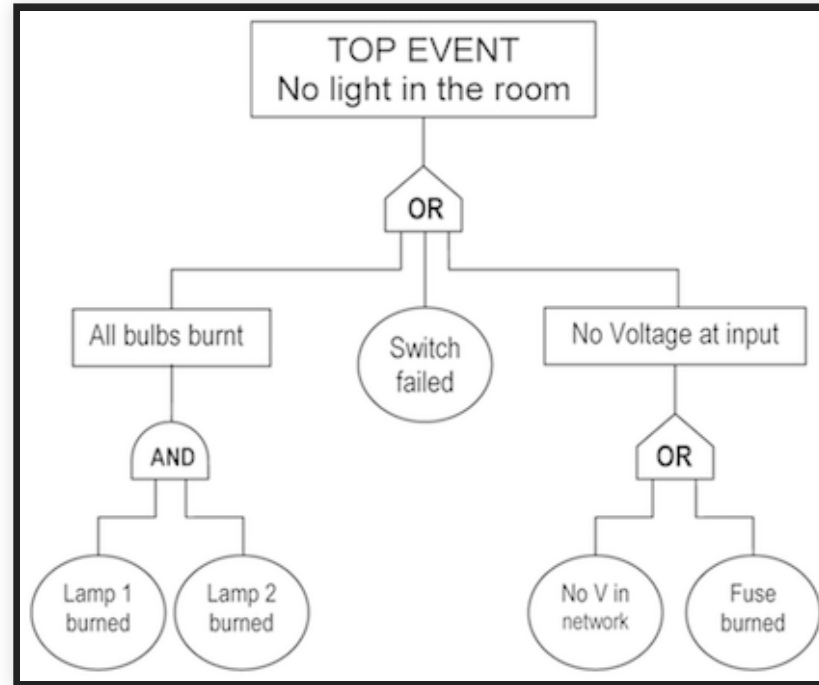 TOP EVENT
No light in the room
OR
All bulbs burnt
Switch
failed
No Voltage at input
AND
OR
Lamp 1
burned
Lamp 2
burned
No V in
network
Fuse
burned